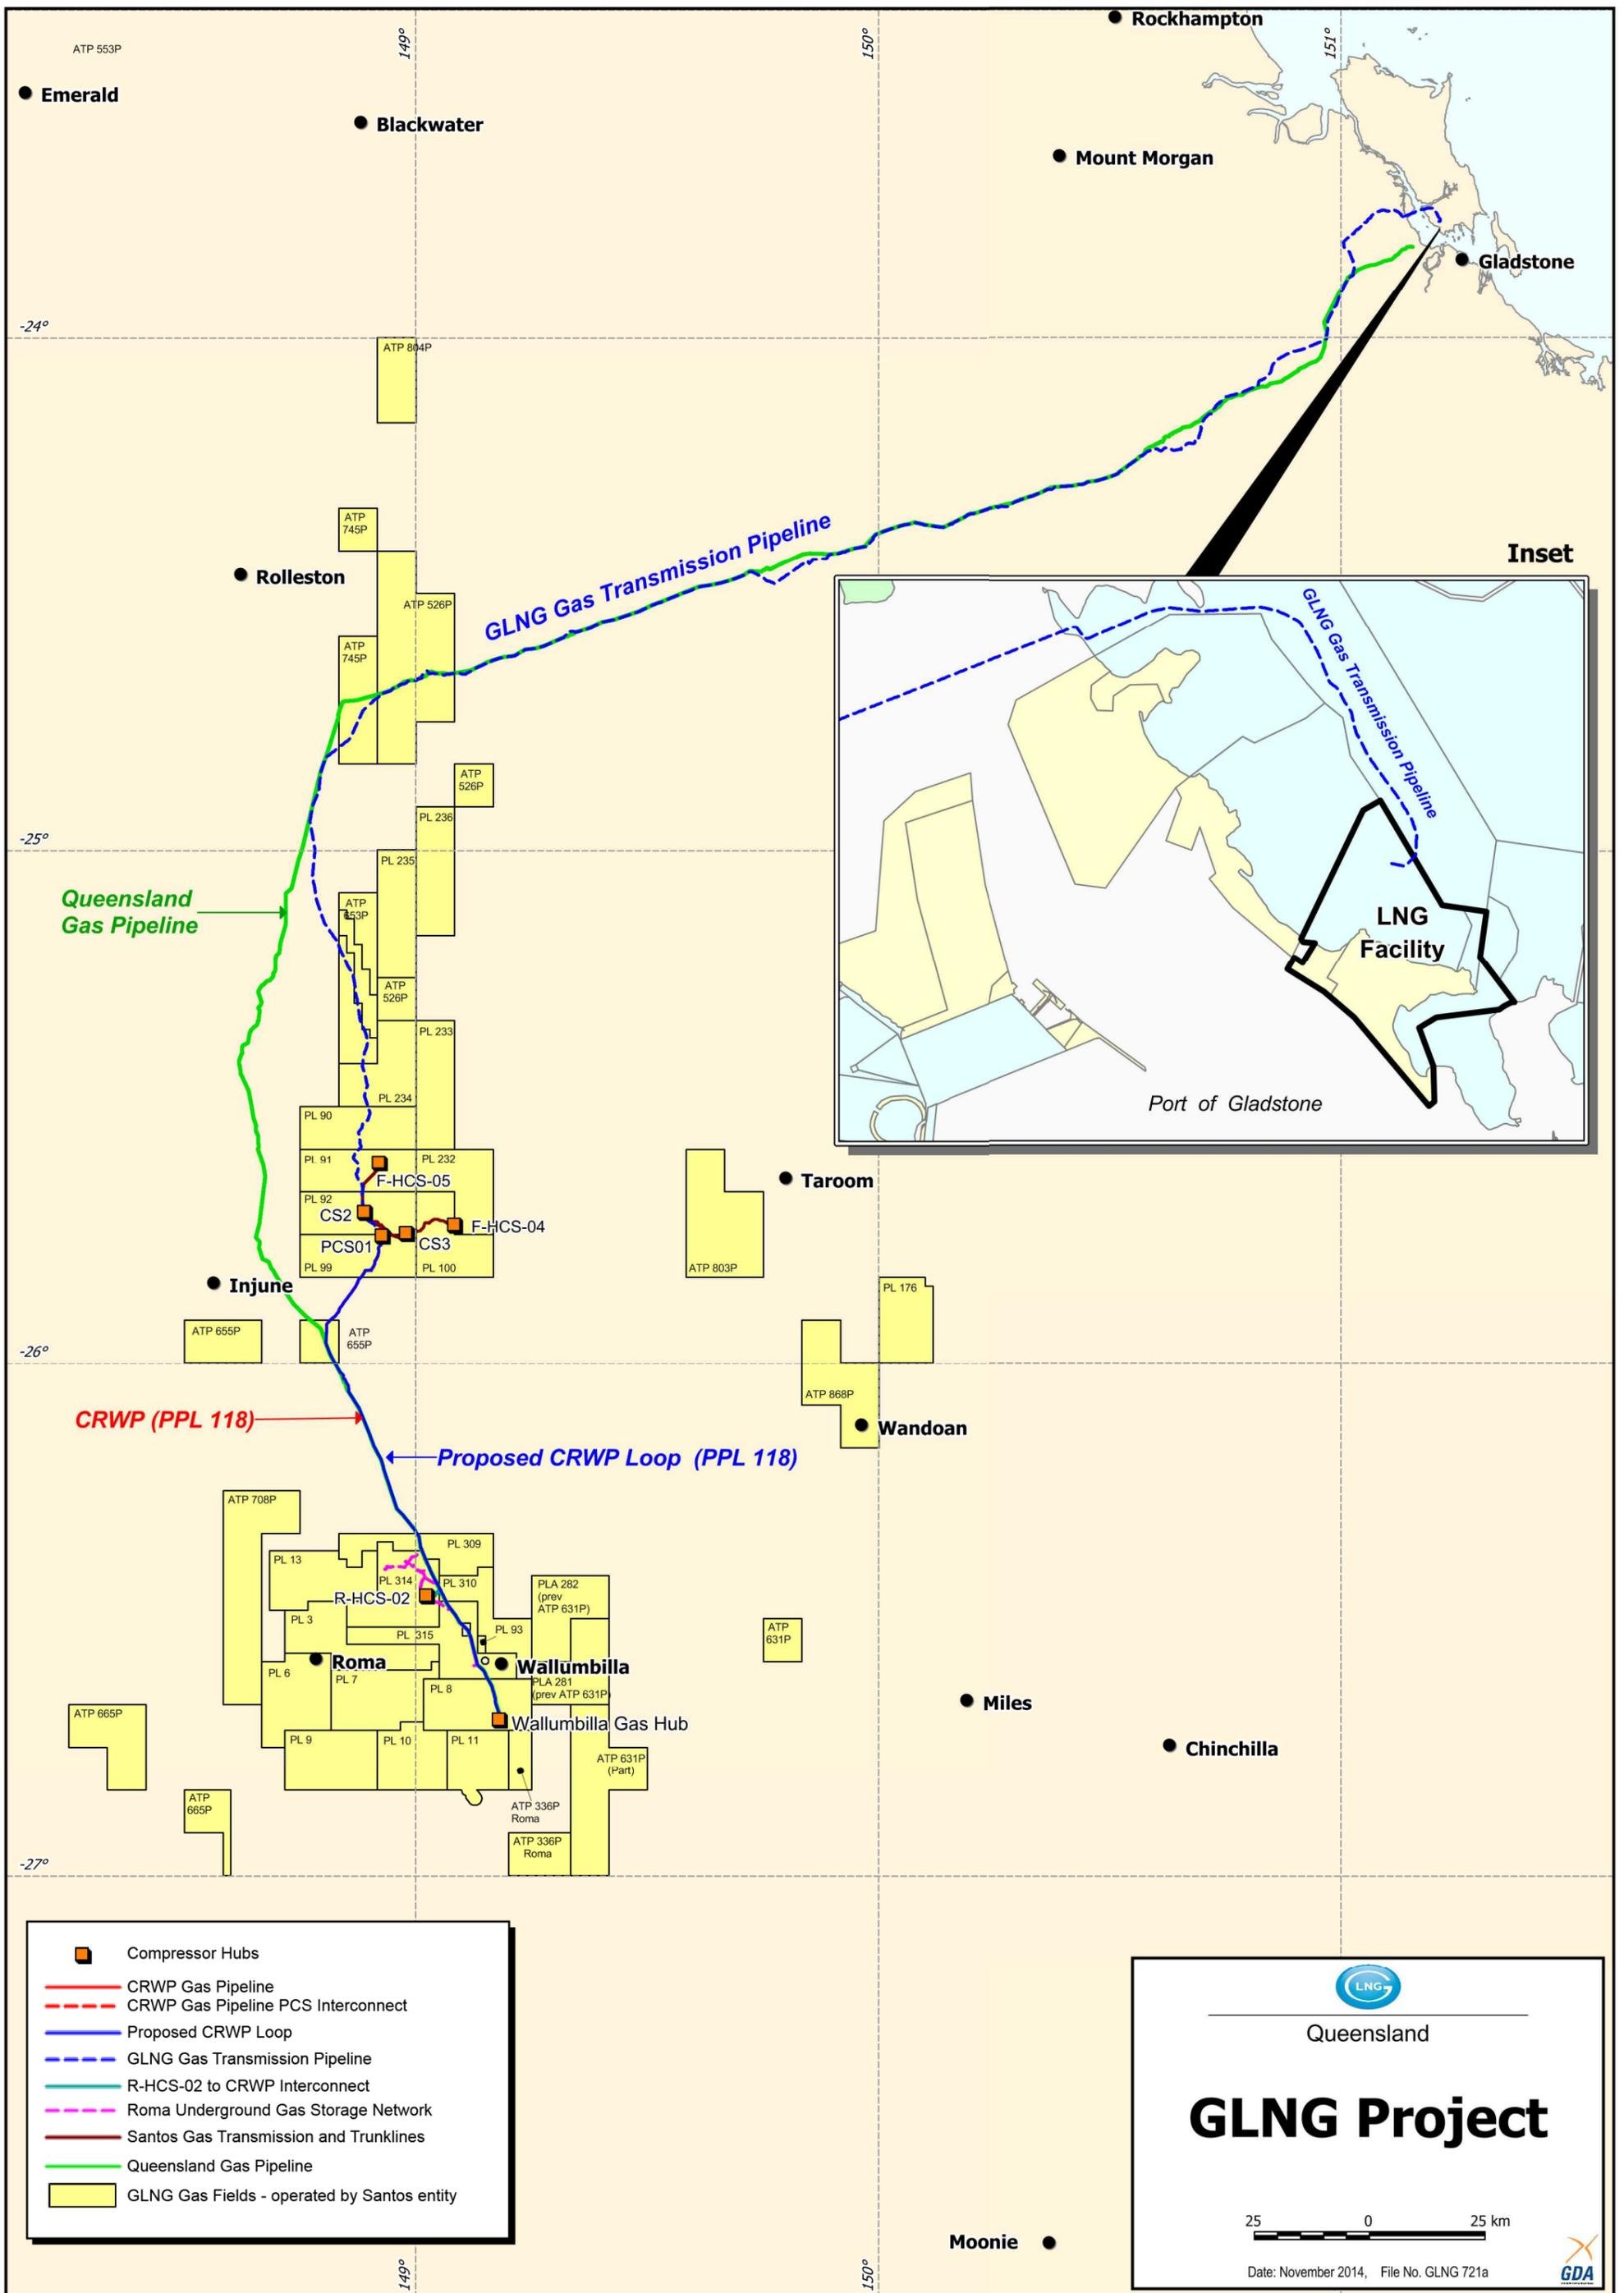 Rockhampton
149°
150°
151°
ATP 553P
Emerald
Blackwater
Mount Morgan
Gladstone
-24°
ATP 804P
ATP
745P
GLNG Gas Transmission Pipeline
Inset
Rolleston
ATP 526P
ATP
745P
GLNG Gas Transmission Pipeline
ATP
526P
PL 236
-25°
PL 235
Queensland
Gas Pipeline
ATP
653P
LNG
Facility
ATP
526P
PL 233
PL 234
Port of Gladstone
PL 90
PL 91
PL 232
F-HCS-05
Taroom
PL 92
CS2
F-HCS-04
PCS01
CS3
PL 99
PL 100
ATP 803P
Injune
PL 176
ATP 655P
ATP
655P
-26°
ATP 868P
CRWP (PPL 118)
Wandoan
Proposed CRWP Loop (PPL 118)
ATP 708P
PL 309
PL 13
PL 314
PL 310
PLA 282
(prev
ATP 631P)
R-HCS-02
PL 3
PL 93
ATP
631P
PL 315
Roma
Wallumbilla
PL 6
PL 7
PL 8
PLA 281
(prev ATP 631P)
Miles
ATP 665P
Wallumbilla Gas Hub
PL 9
PL 10
PL 11
Chinchilla
ATP 631P
(Part)
ATP
665P
ATP 336P
Roma
ATP 336P
Roma
-27°
Compressor Hubs
CRWP Gas Pipeline
CRWP Gas Pipeline PCS Interconnect
Proposed CRWP Loop
GLNG Gas Transmission Pipeline
R-HCS-02 to CRWP Interconnect
Roma Underground Gas Storage Network
Santos Gas Transmission and Trunklines
Queensland Gas Pipeline
GLNG Gas Fields - operated by Santos entity
LNG
Queensland
GLNG Project
25 0 25 km
Date: November 2014, File No. GLNG 721a
GDA
Moonie
149°
150°